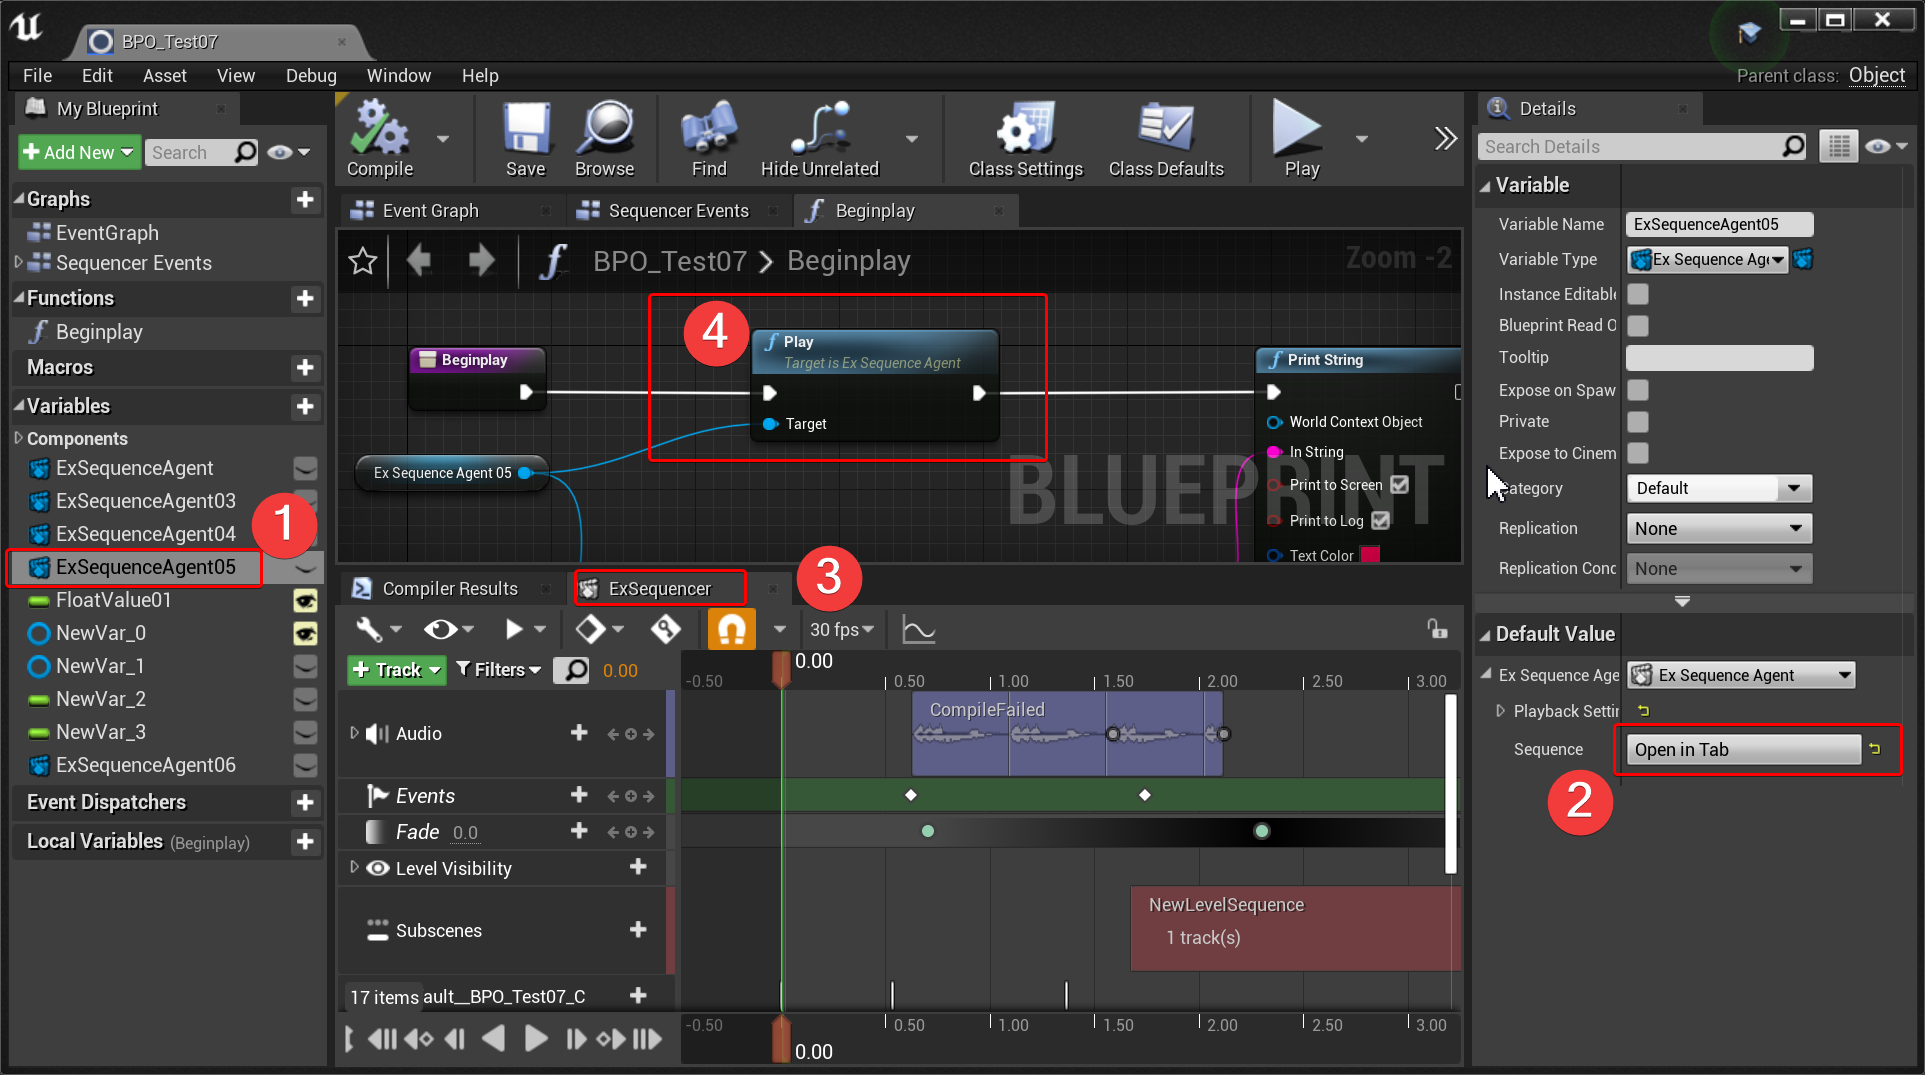 BPO_Test07
File Edit Asset View Debug Window Help
Parent class: Object
My Blueprint
Add New
Search
Graphs
EventGraph
Sequencer Events
Functions
Beginplay
Macros
Variables
Components
ExSequenceAgent
ExSequenceAgent03
ExSequenceAgent04
ExSequenceAgent05
1
FloatValue01
NewVar_0
NewVar_1
NewVar_2
NewVar_3
ExSequenceAgent06
Event Dispatchers
Local Variables (Beginplay)
Compile Save Browse Find Hide Unrelated Class Settings Class Defaults Play
Event Graph Sequencer Events Beginplay
BPO_Test07 > Beginplay
Zoom -2
Beginplay
4
Play
Target is Ex Sequence Agent
Target
Ex Sequence Agent 05
Print String
World Context Object
In String
Print to Screen
Print to Log
Text Color
BLUEPRINT
Compiler Results
ExSequencer
3
30 fps
Track Filters 0.00
0.00
-0.50 0.50 1.00 1.50 2.00 2.50 3.00
Audio
CompileFailed
Events
Fade 0.0
Level Visibility
Subscenes
NewLevelSequence
1 track(s)
17 items ault__BPO_Test07_C
-0.50 0.50 1.00 1.50 2.00 2.50 3.00
0.00
Details
Search Details
Variable
Variable Name ExSequenceAgent05
Variable Type Ex Sequence Age
Instance Editable
Blueprint Read O
Tooltip
Expose on Spaw
Private
Expose to Cinem
ategory Default
Replication None
Replication Conc None
Default Value
Ex Sequence Age Ex Sequence Agent
Playback Settin
Sequence Open in Tab
2